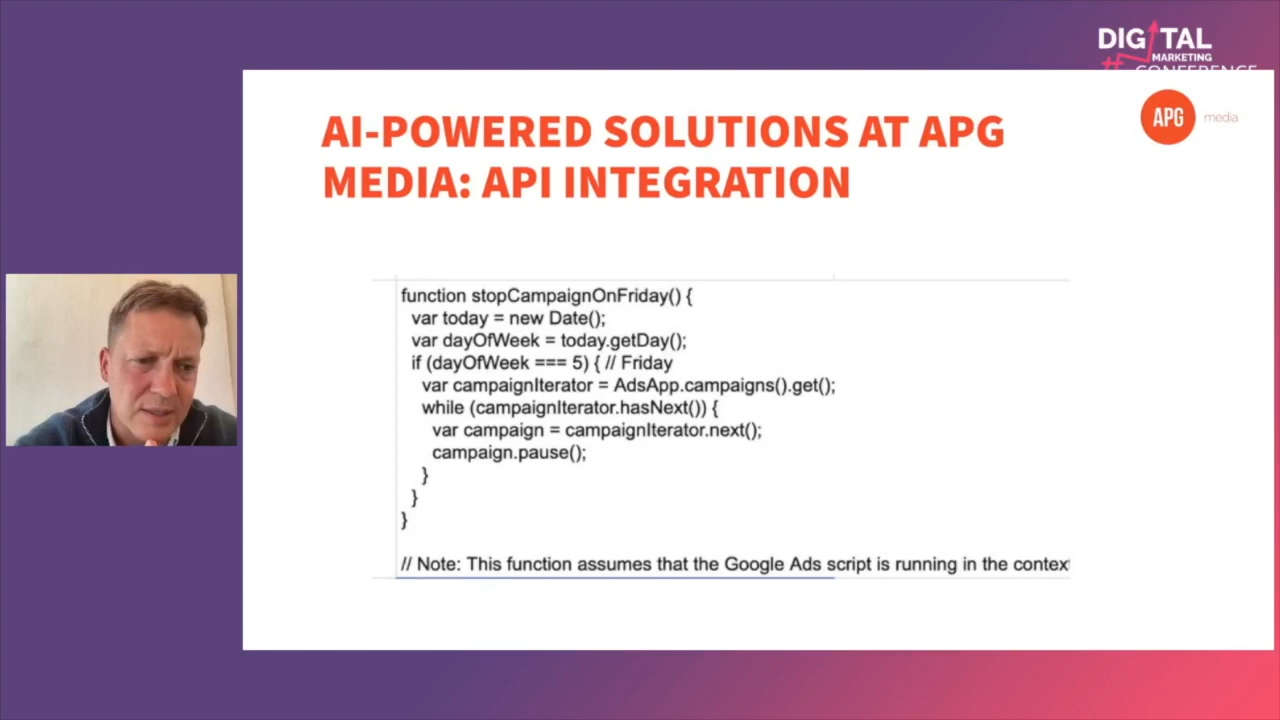 DIGITAL
MARKETING
#CONFERENCE
APG media
AI-POWERED SOLUTIONS AT APG
MEDIA: API INTEGRATION
function stopCampaignOnFriday() {
var today = new Date();
var dayOfWeek = today.getDay();
if (dayOfWeek === 5) { // Friday
var campaignIterator = AdsApp.campaigns().get();
while (campaignIterator.hasNext()) {
var campaign = campaignIterator.next();
campaign.pause();
}
}
}
// Note: This function assumes that the Google Ads script is running in the context